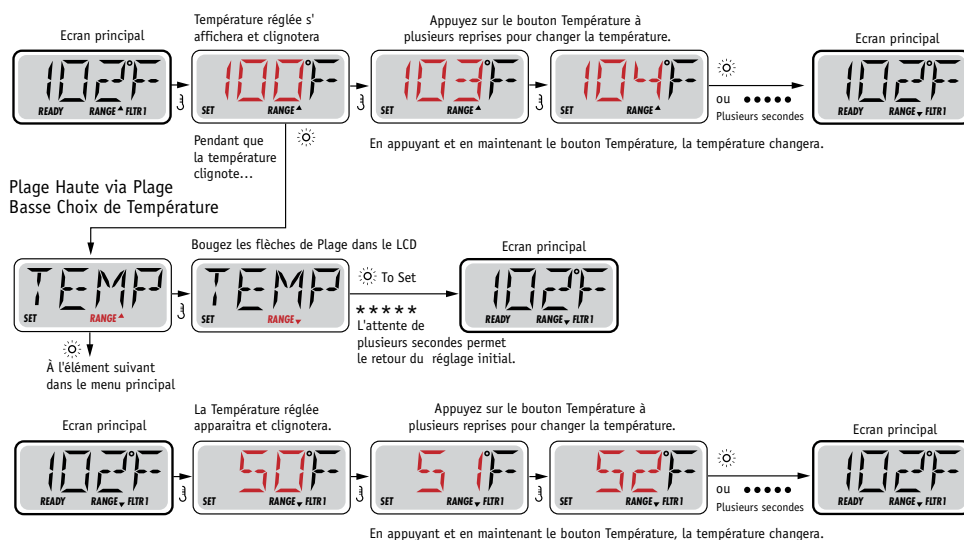 Ecran principal
Température réglée s'
affichera et clignotera
Appuyez sur le bouton Température à
plusieurs reprises pour changer la température.
Ecran principal
102°F
READY RANGE FLTR1
100°F
SET RANGE
103°F
SET RANGE
104°F
SET RANGE
ou
Plusieurs secondes
102°F
READY RANGE FLTR1
Pendant que
la température
clignote...
En appuyant et en maintenant le bouton Température, la température changera.
Plage Haute via Plage
Basse Choix de Température
Bougez les flèches de Plage dans le LCD
Ecran principal
TEMP
SET RANGE
TEMP
SET RANGE
To Set
*****
L'attente de
plusieurs secondes permet
le retour du réglage initial.
102°F
READY RANGE FLTR1
À l'élément suivant
dans le menu principal
Ecran principal
La Température réglée
apparaitra et clignotera.
Appuyez sur le bouton Température à
plusieurs reprises pour changer la température.
Ecran principal
102°F
READY RANGE FLTR1
50°F
SET RANGE FLTR1
51°F
SET RANGE FLTR1
52°F
SET RANGE FLTR1
ou
Plusieurs secondes
102°F
READY RANGE FLTR1
En appuyant et en maintenant le bouton Température, la température changera.